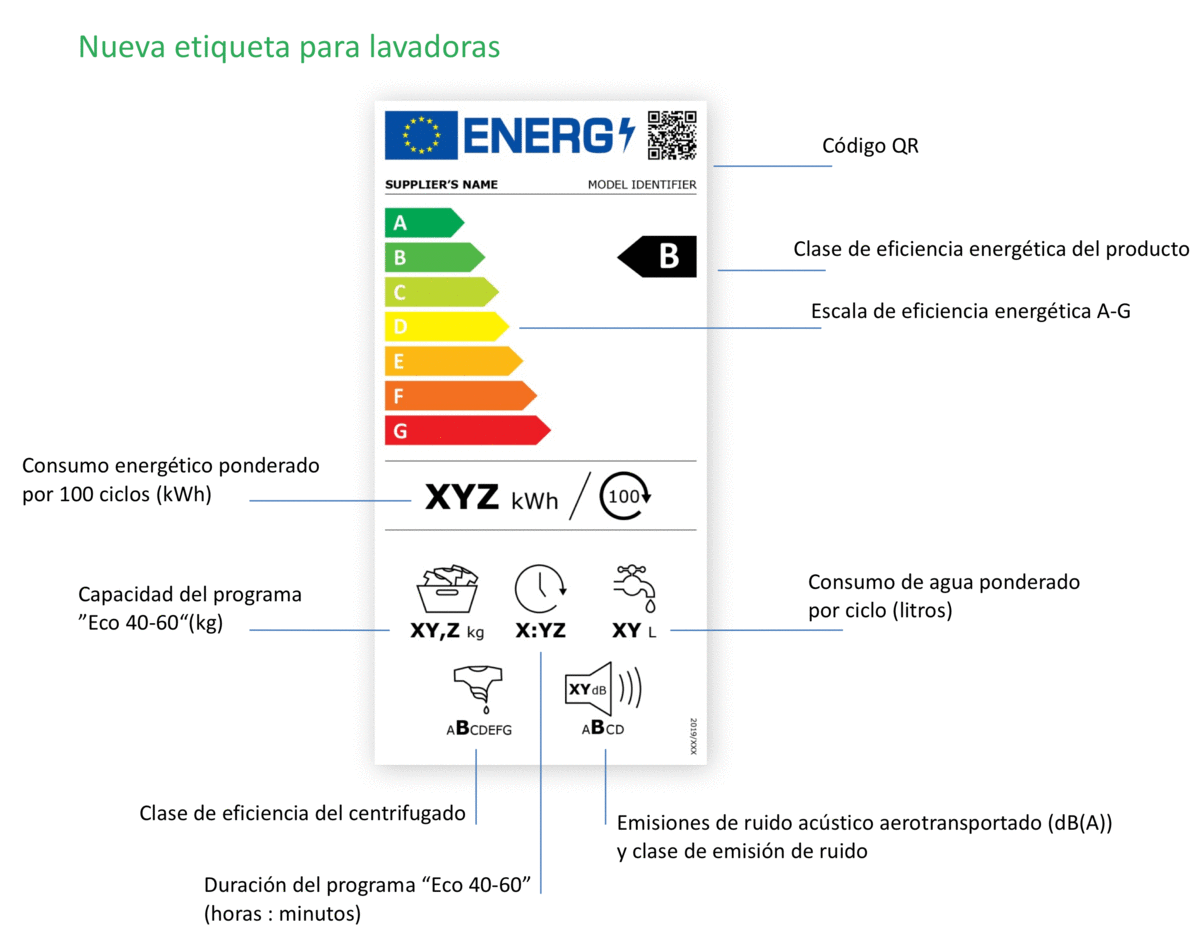 Nueva etiqueta para lavadoras
ENERG
SUPPLIER'S NAME
MODEL IDENTIFIER
Código QR
A
B
C
D
E
F
G
B
Clase de eficiencia energética del producto
Escala de eficiencia energética A-G
Consumo energético ponderado
por 100 ciclos (kWh)
XYZ kWh / 100
Capacidad del programa
”Eco 40-60“(kg)
XY,Z kg
X:YZ
XY L
Consumo de agua ponderado
por ciclo (litros)
ABCDEFG
XY dB
ABCD
2019/XXX
Clase de eficiencia del centrifugado
Emisiones de ruido acústico aerotransportado (dB(A))
y clase de emisión de ruido
Duración del programa “Eco 40-60”
(horas : minutos)